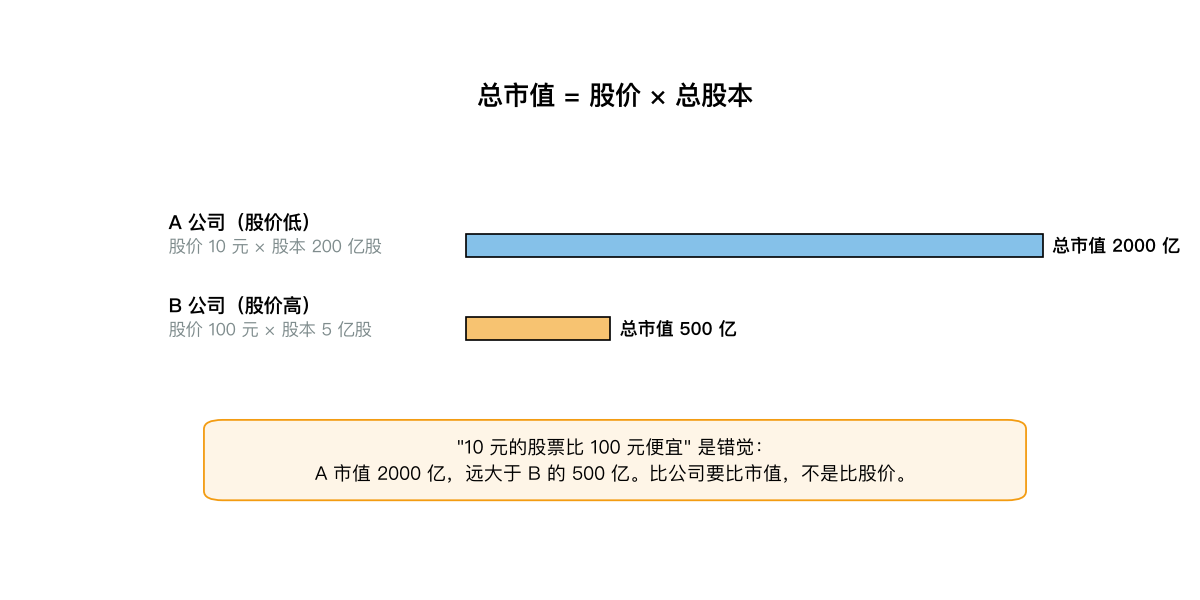 总市值 = 股价 × 总股本
A 公司（股价低）
股价 10 元 × 股本 200 亿股
总市值 2000 亿
B 公司（股价高）
股价 100 元 × 股本 5 亿股
总市值 500 亿
"10 元的股票比 100 元便宜" 是错觉：
A 市值 2000 亿，远大于 B 的 500 亿。比公司要比市值，不是比股价。